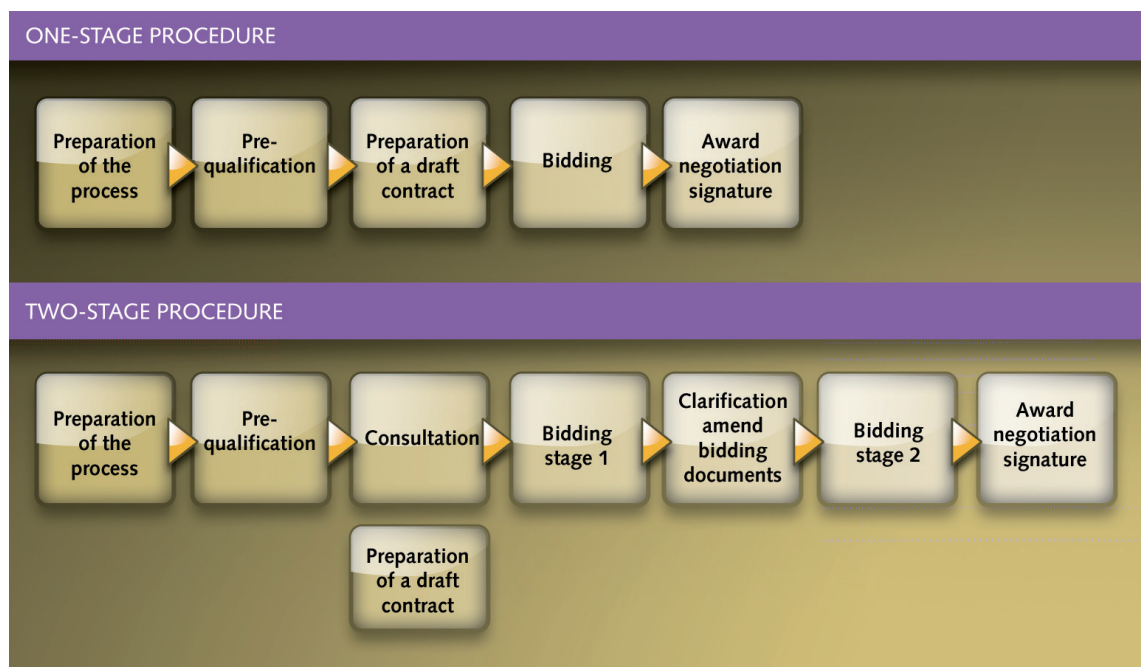 ONE-STAGE PROCEDURE
Preparation
of the
process
Pre-
qualification
Preparation
of a draft
contract
Bidding
Award
negotiation
signature
TWO-STAGE PROCEDURE
Preparation
of the
process
Pre-
qualification
Consultation
Preparation
of a draft
contract
Bidding
stage 1
Clarification
amend
bidding
documents
Bidding
stage 2
Award
negotiation
signature